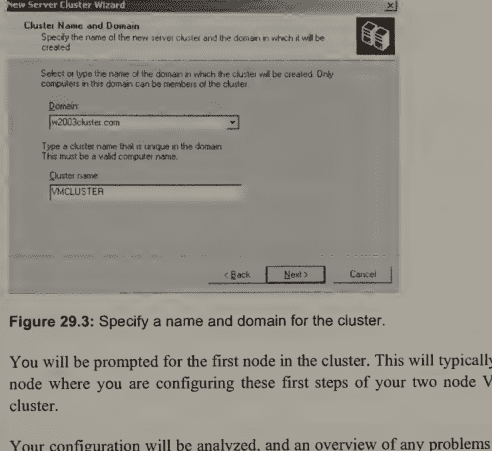 New Server Cluster Wizard
Cluster Name and Domain
Specify the name of the new server cluster and the domain in which it will be
created
Select or type the name of the domain in which the cluster will be created. Only
computers in this domain can be members of the cluster.
Domain:
w2003cluster.com
Type a cluster name that is unique in the domain
This must be a valid computer name.
Cluster name
VMCLUSTER
< Back
Next >
Cancel
Figure 29.3: Specify a name and domain for the cluster.
You will be prompted for the first node in the cluster. This will typically
node where you are configuring these first steps of your two node V
cluster.
Your configuration will be analyzed, and an overview of any problems